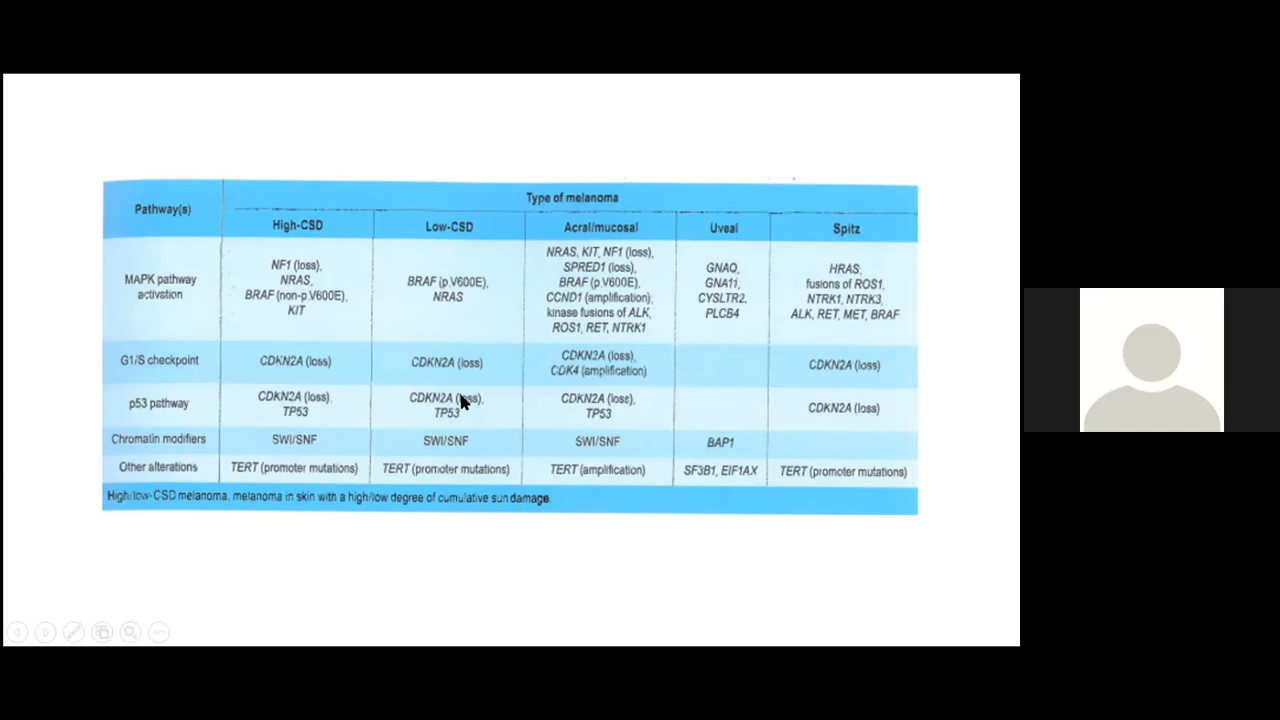 Pathway(s)
Type of melanoma
High-CSD
Low-CSD
Acral/mucosal
Uveal
Spitz
MAPK pathway
activation
NF1 (loss),
NRAS,
BRAF (non-p.V600E),
KIT
BRAF (p.V600E),
NRAS
NRAS, KIT, NF1 (loss),
SPRED1 (loss),
BRAF (p.V600E),
CCND1 (amplification);
kinase fusions of ALK,
ROS1, RET, NTRK1
GNAQ,
GNA11,
CYSLTR2,
PLCB4
HRAS;
fusions of ROS1,
NTRK1, NTRK3,
ALK, RET, MET, BRAF
G1/S checkpoint
CDKN2A (loss)
CDKN2A (loss)
CDKN2A (loss),
CDK4 (amplification)
CDKN2A (loss)
p53 pathway
CDKN2A (loss),
TP53
CDKN2A (loss),
TP53
CDKN2A (loss),
TP53
CDKN2A (loss)
Chromatin modifiers
SWI/SNF
SWI/SNF
SWI/SNF
BAP1
Other alterations
TERT (promoter mutations)
TERT (promoter mutations)
TERT (amplification)
SF3B1, EIF1AX
TERT (promoter mutations)
High/low-CSD melanoma, melanoma in skin with a high/low degree of cumulative sun damage